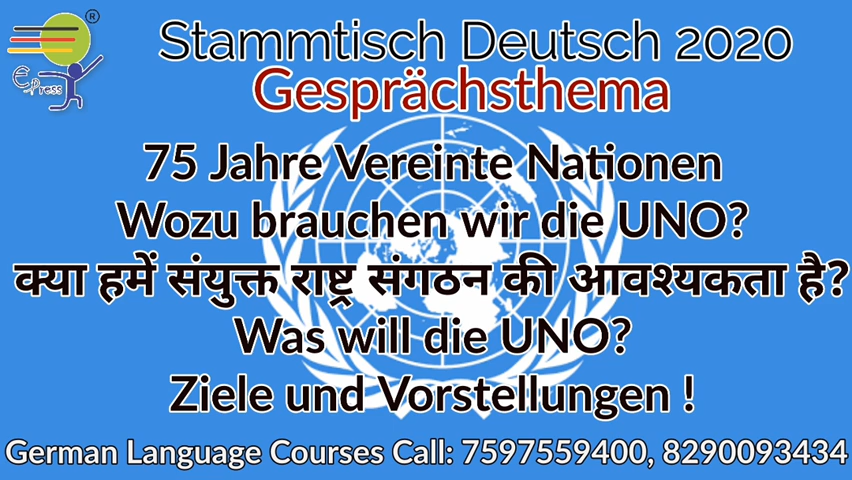 ®
E Press
Stammtisch Deutsch 2020
Gesprächsthema
75 Jahre Vereinte Nationen
Wozu brauchen wir die UNO?
क्या हमें संयुक्त राष्ट्र संगठन की आवश्यकता है?
Was will die UNO?
Ziele und Vorstellungen !
German Language Courses Call: 7597559400, 8290093434